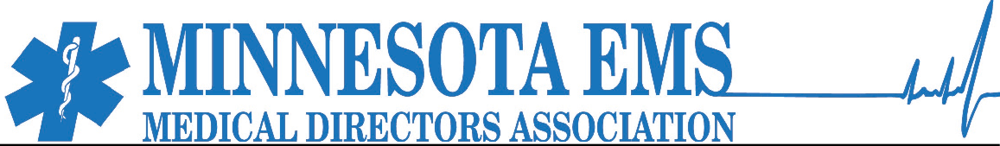 MINNESOTA EMS
MEDICAL DIRECTORS ASSOCIATION